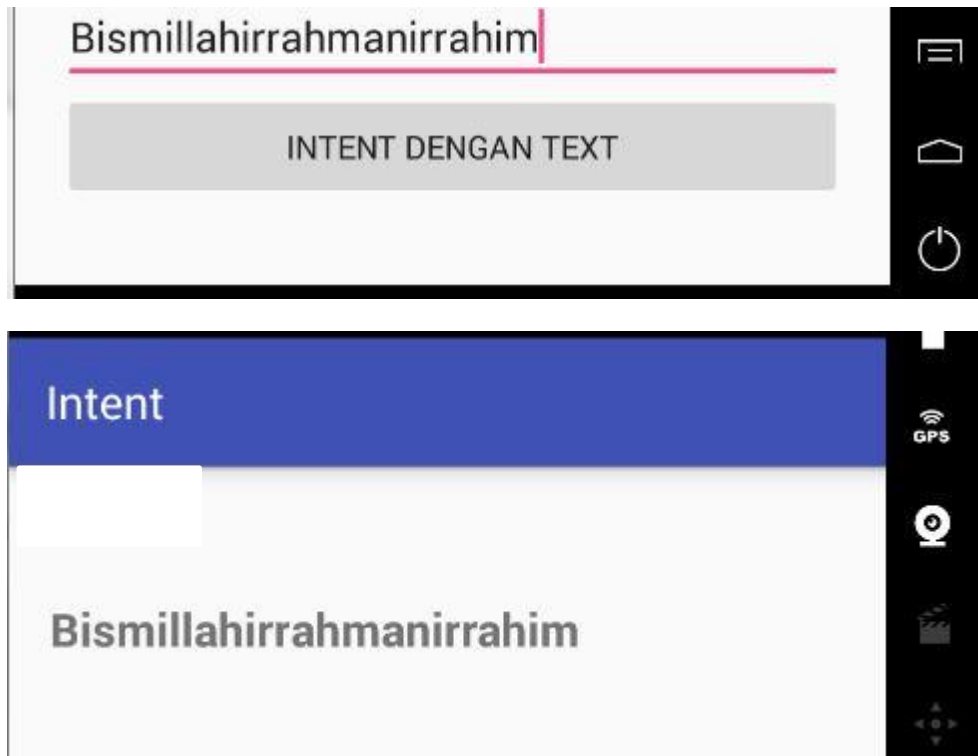 Bismillahirrahmanirrahim
INTENT DENGAN TEXT
Intent
GPS
Bismillahirrahmanirrahim